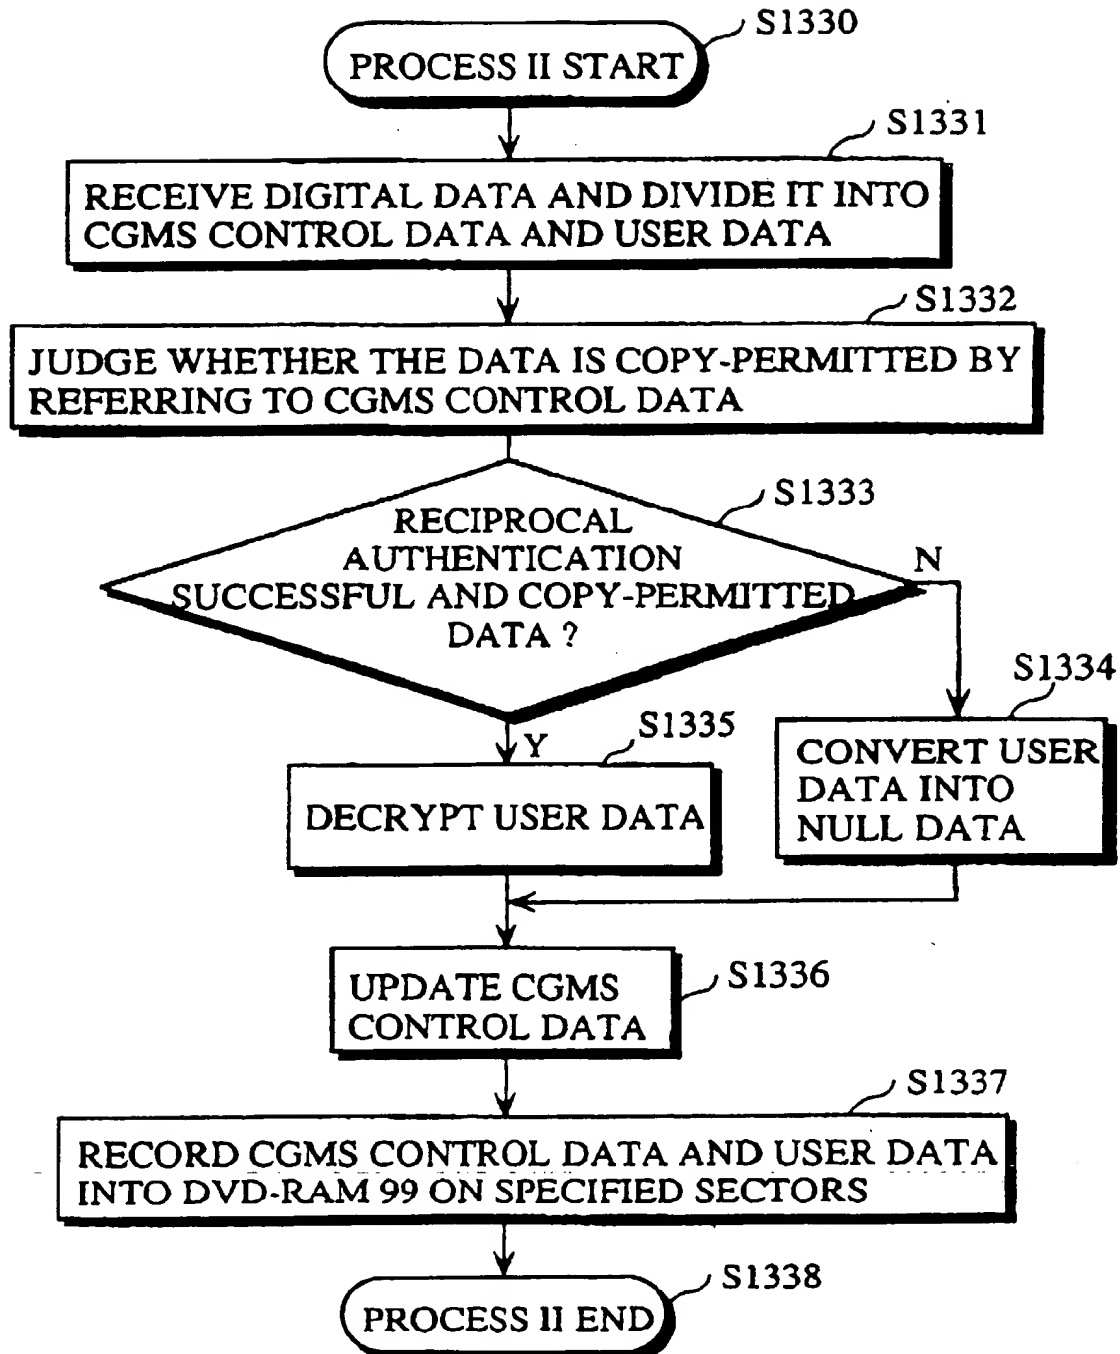 S1330
PROCESS II START
S1331
RECEIVE DIGITAL DATA AND DIVIDE IT INTO
CGMS CONTROL DATA AND USER DATA
S1332
JUDGE WHETHER THE DATA IS COPY-PERMITTED BY
REFERRING TO CGMS CONTROL DATA
S1333
RECIPROCAL
AUTHENTICATION
SUCCESSFUL AND COPY-PERMITTED
DATA ?
N
S1334
CONVERT USER
DATA INTO
NULL DATA
Y
S1335
DECRYPT USER DATA
S1336
UPDATE CGMS
CONTROL DATA
S1337
RECORD CGMS CONTROL DATA AND USER DATA
INTO DVD-RAM 99 ON SPECIFIED SECTORS
S1338
PROCESS II END